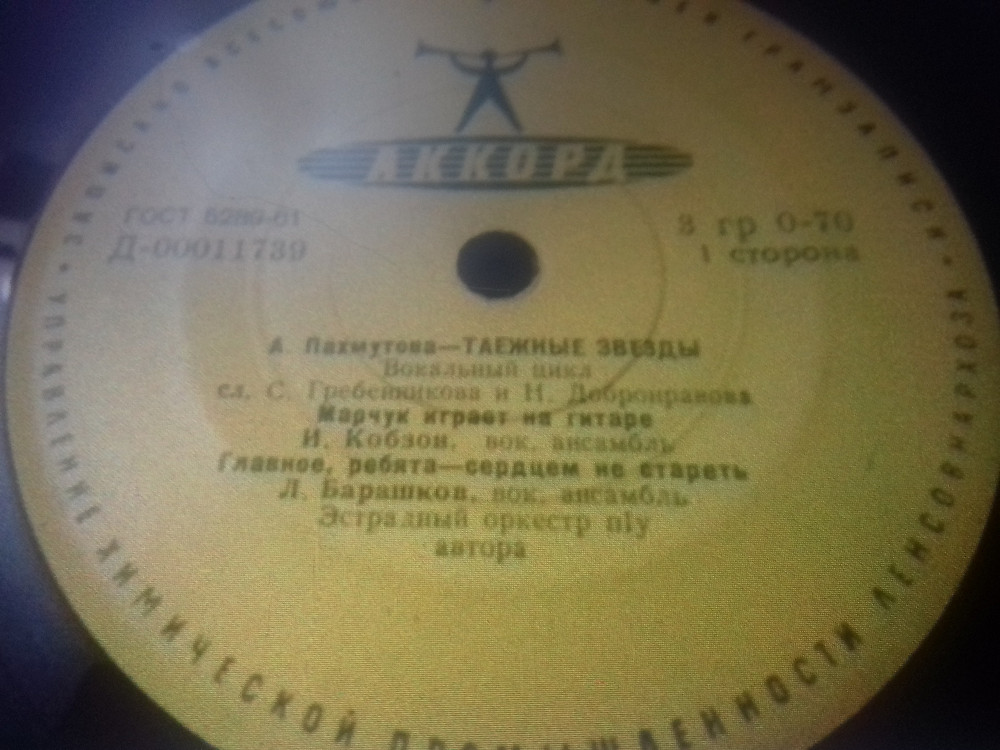 АККОРД
ГОСТ 5289-61
Д-00011739
3 гр 0-70
1 сторона
А. Пахмутова—ТАЕЖНЫЕ ЗВЕЗДЫ
Вокальный цикл
сл. С. Гребенникова и Н. Добронравова
Марчук играет на гитаре
И. Кобзон, вок. ансамбль
Главное, ребята—сердцем не стареть
Л. Барашков, вок. ансамбль
Эстрадный оркестр п/у
автора
УПРАВЛЕНИЕ ХИМИЧЕСКОЙ ПРОМЫШЛЕННОСТИ ЛЕНСОВНАРХОЗА
ГРАМЗАПИСИ